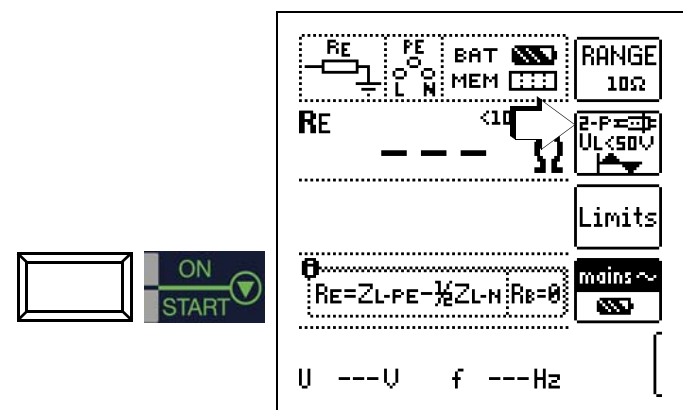 RE
PE
L N
BAT
MEM
RANGE
10Ω
RE
<10
--- Ω
2-P
UL<50V
Limits
ON
START
RE=ZL-PE-½ZL-N RB=0
mains~
U ---V f ---Hz